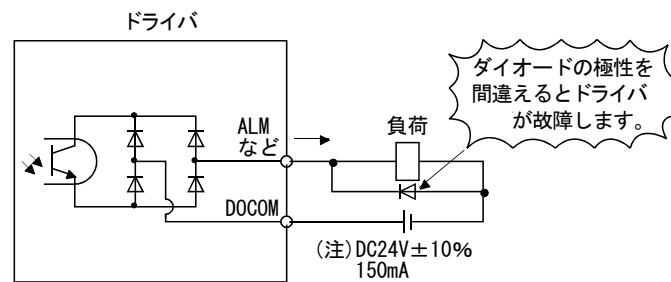 ドライバ
ダイオードの極性を
間違えるとドライバ
が故障します。
ALM
など
負荷
DOCOM
(注)DC24V±10%
150mA